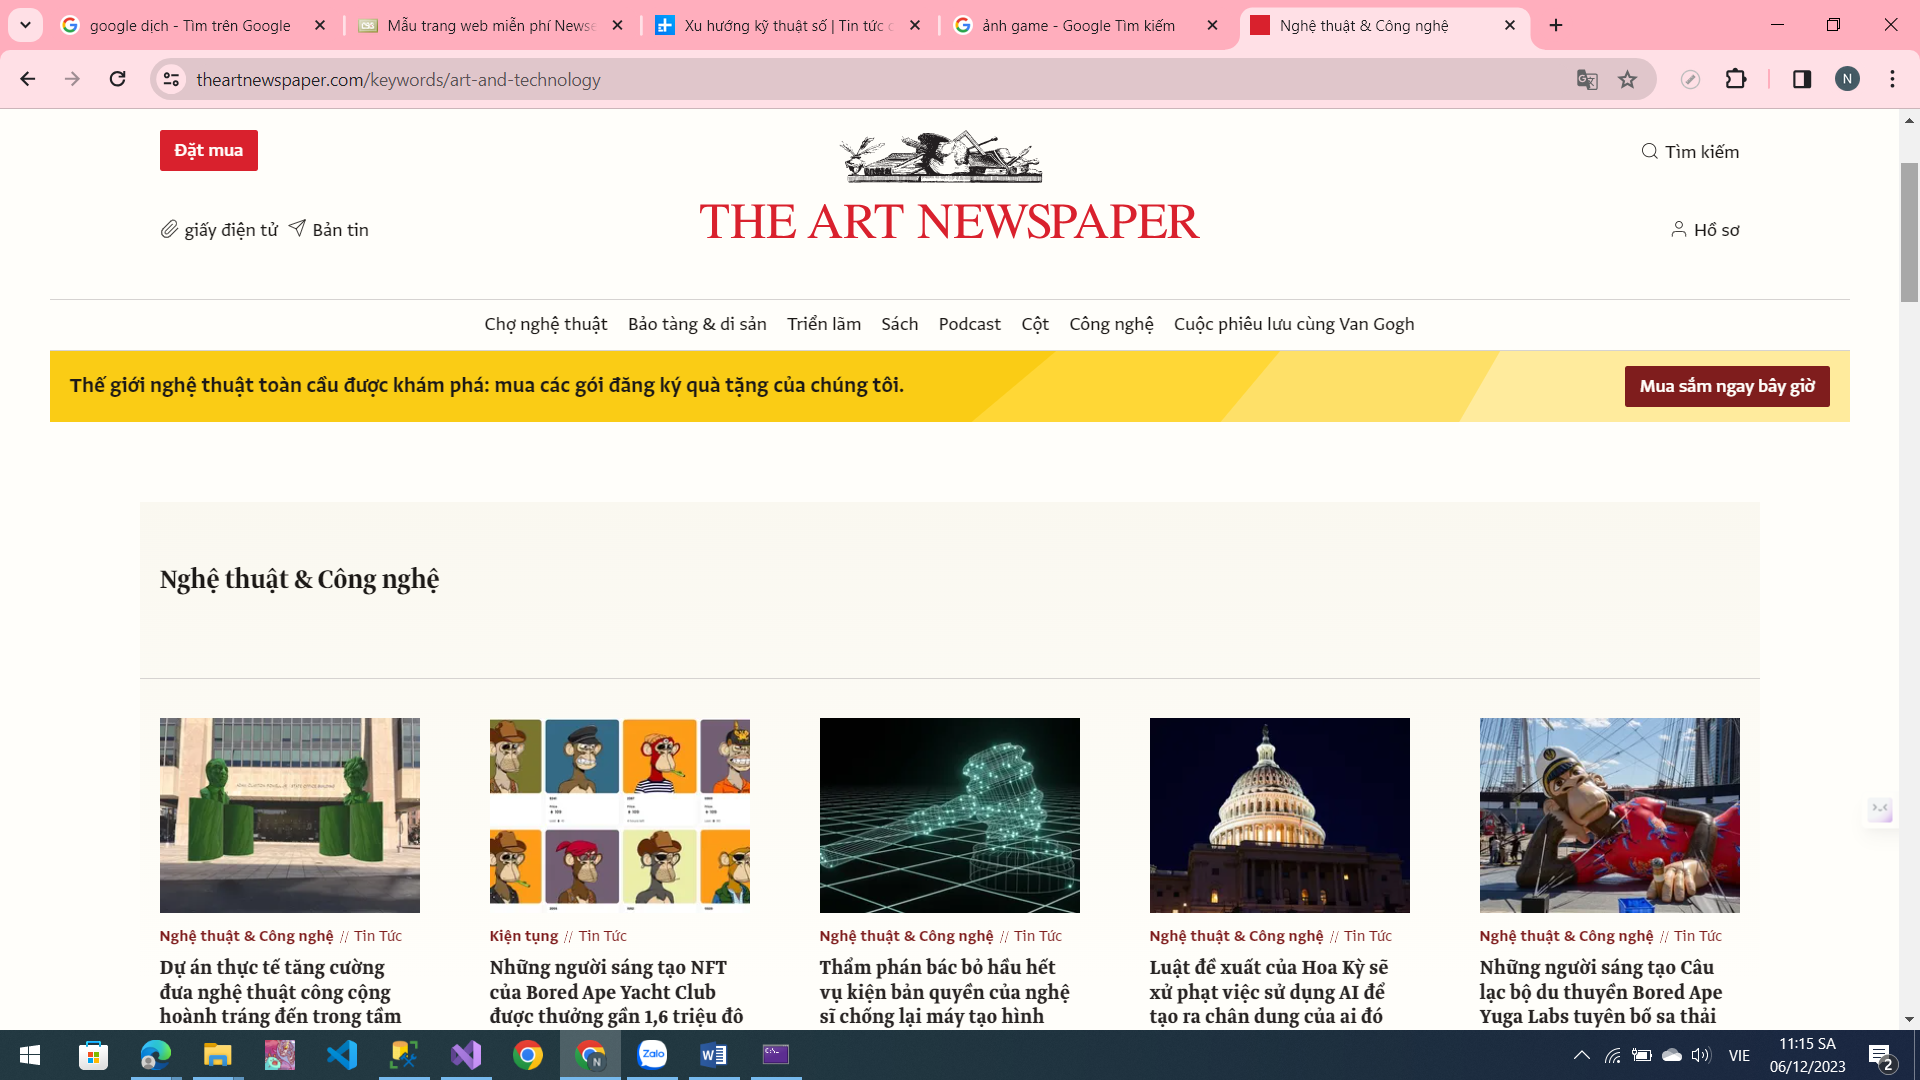 google dịch - Tìm trên Google
Mẫu trang web miễn phí Newse
Xu hướng kỹ thuật số | Tin tức c
ảnh game - Google Tìm kiếm
Nghệ thuật & Công nghệ
theartnewspaper.com/keywords/art-and-technology
N
Đặt mua
Tìm kiếm
THE ART NEWSPAPER
giấy điện tử
Bản tin
Hồ sơ
Chợ nghệ thuật
Bảo tàng & di sản
Triển lãm
Sách
Podcast
Cột
Công nghệ
Cuộc phiêu lưu cùng Van Gogh
Thế giới nghệ thuật toàn cầu được khám phá: mua các gói đăng ký quà tặng của chúng tôi.
Mua sắm ngay bây giờ
Nghệ thuật & Công nghệ
Nghệ thuật & Công nghệ // Tin Tức
Dự án thực tế tăng cường
đưa nghệ thuật công cộng
hoành tráng đến trong tầm
Kiện tụng // Tin Tức
Những người sáng tạo NFT
của Bored Ape Yacht Club
được thưởng gần 1,6 triệu đô
Nghệ thuật & Công nghệ // Tin Tức
Thẩm phán bác bỏ hầu hết
vụ kiện bản quyền của nghệ
sĩ chống lại máy tạo hình
Nghệ thuật & Công nghệ // Tin Tức
Luật đề xuất của Hoa Kỳ sẽ
xử phạt việc sử dụng AI để
tạo ra chân dung của ai đó
Nghệ thuật & Công nghệ // Tin Tức
Những người sáng tạo Câu
lạc bộ du thuyền Bored Ape
Yuga Labs tuyên bố sa thải
Zalo
N
VIE
11:15 SA
06/12/2023
2